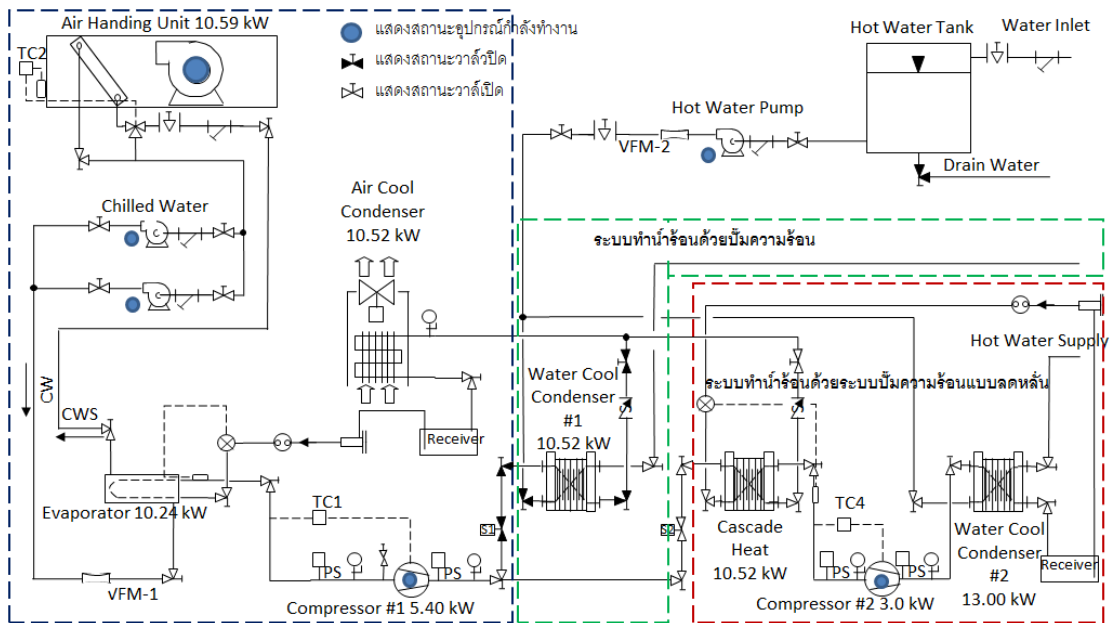 Air Handing Unit 10.59 kW
TC2
แสดงสถานะอุปกรณ์กำลังทำงาน
แสดงสถานะวาล์วปิด
แสดงสถานะวาล์เปิด
Hot Water Tank
Water Inlet
Hot Water Pump
VFM-2
Drain Water
Chilled Water
Air Cool
Condenser
10.52 kW
ระบบทำน้ำร้อนด้วยปั๊มความร้อน
Hot Water Supply
ระบบทำน้ำร้อนด้วยระบบปั๊มความร้อนแบบลดหลั่น
CW
CWS
Water Cool
Condenser
#1
10.52 kW
Receiver
Evaporator 10.24 kW
TC1
S1
PS
PS
VFM-1
Compressor #1 5.40 kW
S2
Cascade
Heat
10.52 kW
TC4
PS
PS
Compressor #2 3.0 kW
Water Cool
Condenser
#2
13.00 kW
Receiver